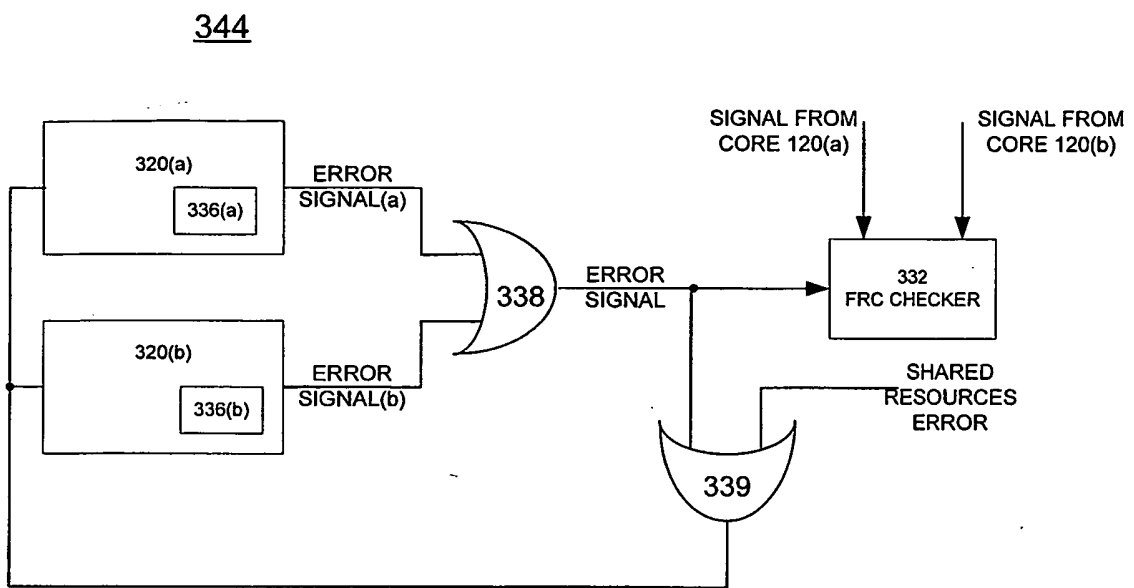 344
SIGNAL FROM
CORE 120(a)
SIGNAL FROM
CORE 120(b)
320(a)
336(a)
ERROR
SIGNAL(a)
338
ERROR
SIGNAL
332
FRC CHECKER
320(b)
336(b)
ERROR
SIGNAL(b)
SHARED
RESOURCES
ERROR
339